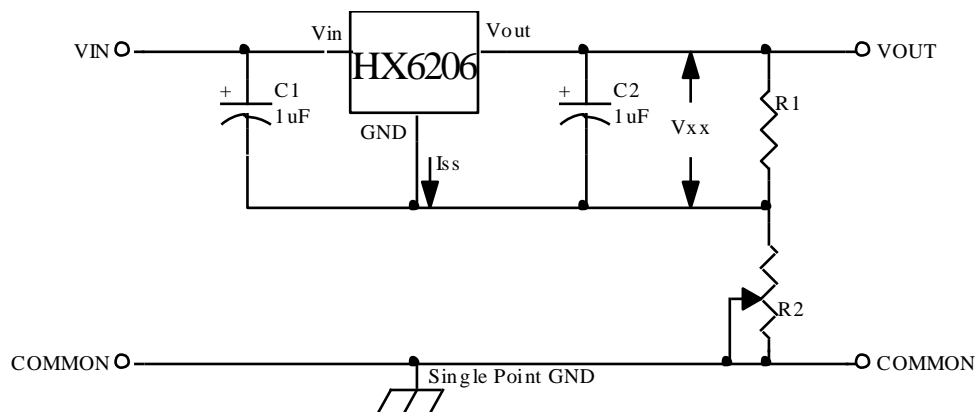 VIN
Vin
HX6206
Vout
VOUT
+ C1
1uF
GND
Iss
+ C2
1uF
Vxx
R1
R2
COMMON
Single Point GND
COMMON